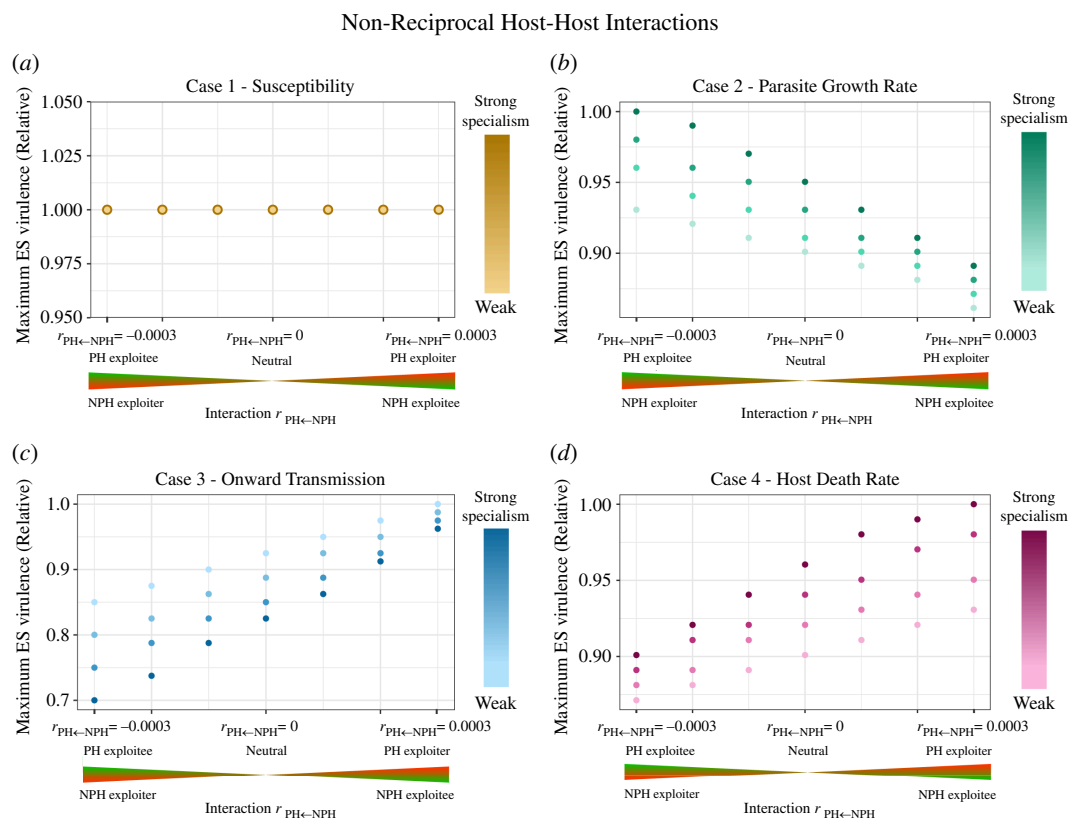 Non-Reciprocal Host-Host Interactions
(a)
Case 1 - Susceptibility
Maximum ES virulence (Relative)
1.050
1.025
1.000
0.975
0.950
Strong
specialism
Weak
rPH←NPH= −0.0003
rPH←NPH= 0
rPH←NPH= 0.0003
PH exploitee
Neutral
PH exploiter
NPH exploiter
NPH exploitee
Interaction r PH←NPH
(b)
Case 2 - Parasite Growth Rate
Maximum ES virulence (Relative)
1.00
0.95
0.90
Strong
specialism
Weak
rPH←NPH= −0.0003
rPH←NPH= 0
rPH←NPH= 0.0003
PH exploitee
Neutral
PH exploiter
NPH exploiter
NPH exploitee
Interaction r PH←NPH
(c)
Case 3 - Onward Transmission
Maximum ES virulence (Relative)
1.0
0.9
0.8
0.7
Strong
specialism
Weak
rPH←NPH= −0.0003
rPH←NPH= 0
rPH←NPH= 0.0003
PH exploitee
Neutral
PH exploiter
NPH exploiter
NPH exploitee
Interaction r PH←NPH
(d)
Case 4 - Host Death Rate
Maximum ES virulence (Relative)
1.00
0.95
0.90
Strong
specialism
Weak
rPH←NPH= −0.0003
rPH←NPH= 0
rPH←NPH= 0.0003
PH exploitee
Neutral
PH exploiter
NPH exploiter
NPH exploitee
Interaction r PH←NPH